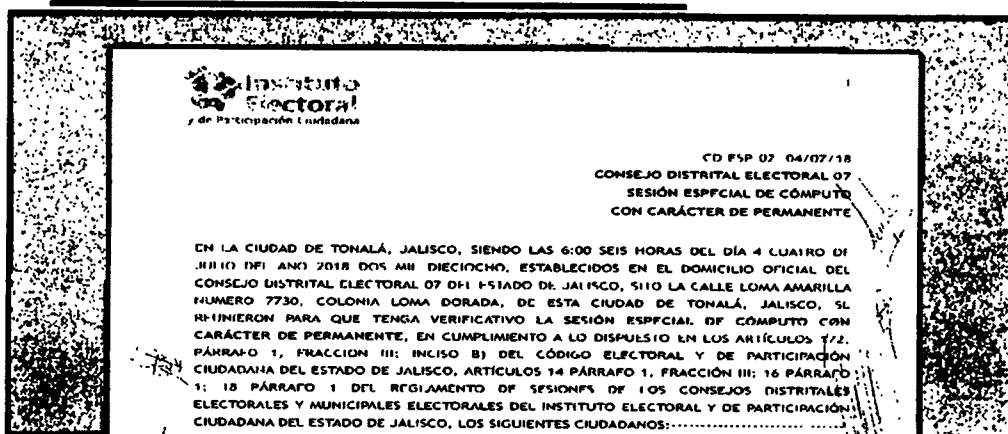 Instituto
Electoral
y de Participación Ciudadana
1
CD ESP 07 04/07/18
CONSEJO DISTRITAL ELECTORAL 07
SESIÓN ESPECIAL DE CÓMPUTO
CON CARÁCTER DE PERMANENTE
EN LA CIUDAD DE TONALÁ, JALISCO, SIENDO LAS 6:00 SEIS HORAS DEL DÍA 4 CUATRO DE
JULIO DEL AÑO 2018 DOS MIL DIECIOCHO, ESTABLECIDOS EN EL DOMICILIO OFICIAL DEL
CONSEJO DISTRITAL ELECTORAL 07 DEL ESTADO DE JALISCO, SITO LA CALLE LOMA AMARILLA
NUMERO 7730, COLONIA LOMA DORADA, DE ESTA CIUDAD DE TONALÁ, JALISCO, SE
REUNIERON PARA QUE TENGA VERIFICATIVO LA SESIÓN ESPECIAL DE CÓMPUTO CON
CARÁCTER DE PERMANENTE, EN CUMPLIMIENTO A LO DISPUESTO EN LOS ARTÍCULOS 172,
PÁRRAFO 1, FRACCION III; INCISO B) DEL CÓDIGO ELECTORAL Y DE PARTICIPACIÓN
CIUDADANA DEL ESTADO DE JALISCO, ARTÍCULOS 14 PÁRRAFO 1, FRACCIÓN III; 16 PÁRRAFO
1; 18 PÁRRAFO 1 DEL REGLAMENTO DE SESIONES DE LOS CONSEJOS DISTRITALES
ELECTORALES Y MUNICIPALES ELECTORALES DEL INSTITUTO ELECTORAL Y DE PARTICIPACIÓN
CIUDADANA DEL ESTADO DE JALISCO, LOS SIGUIENTES CIUDADANOS:--------------------